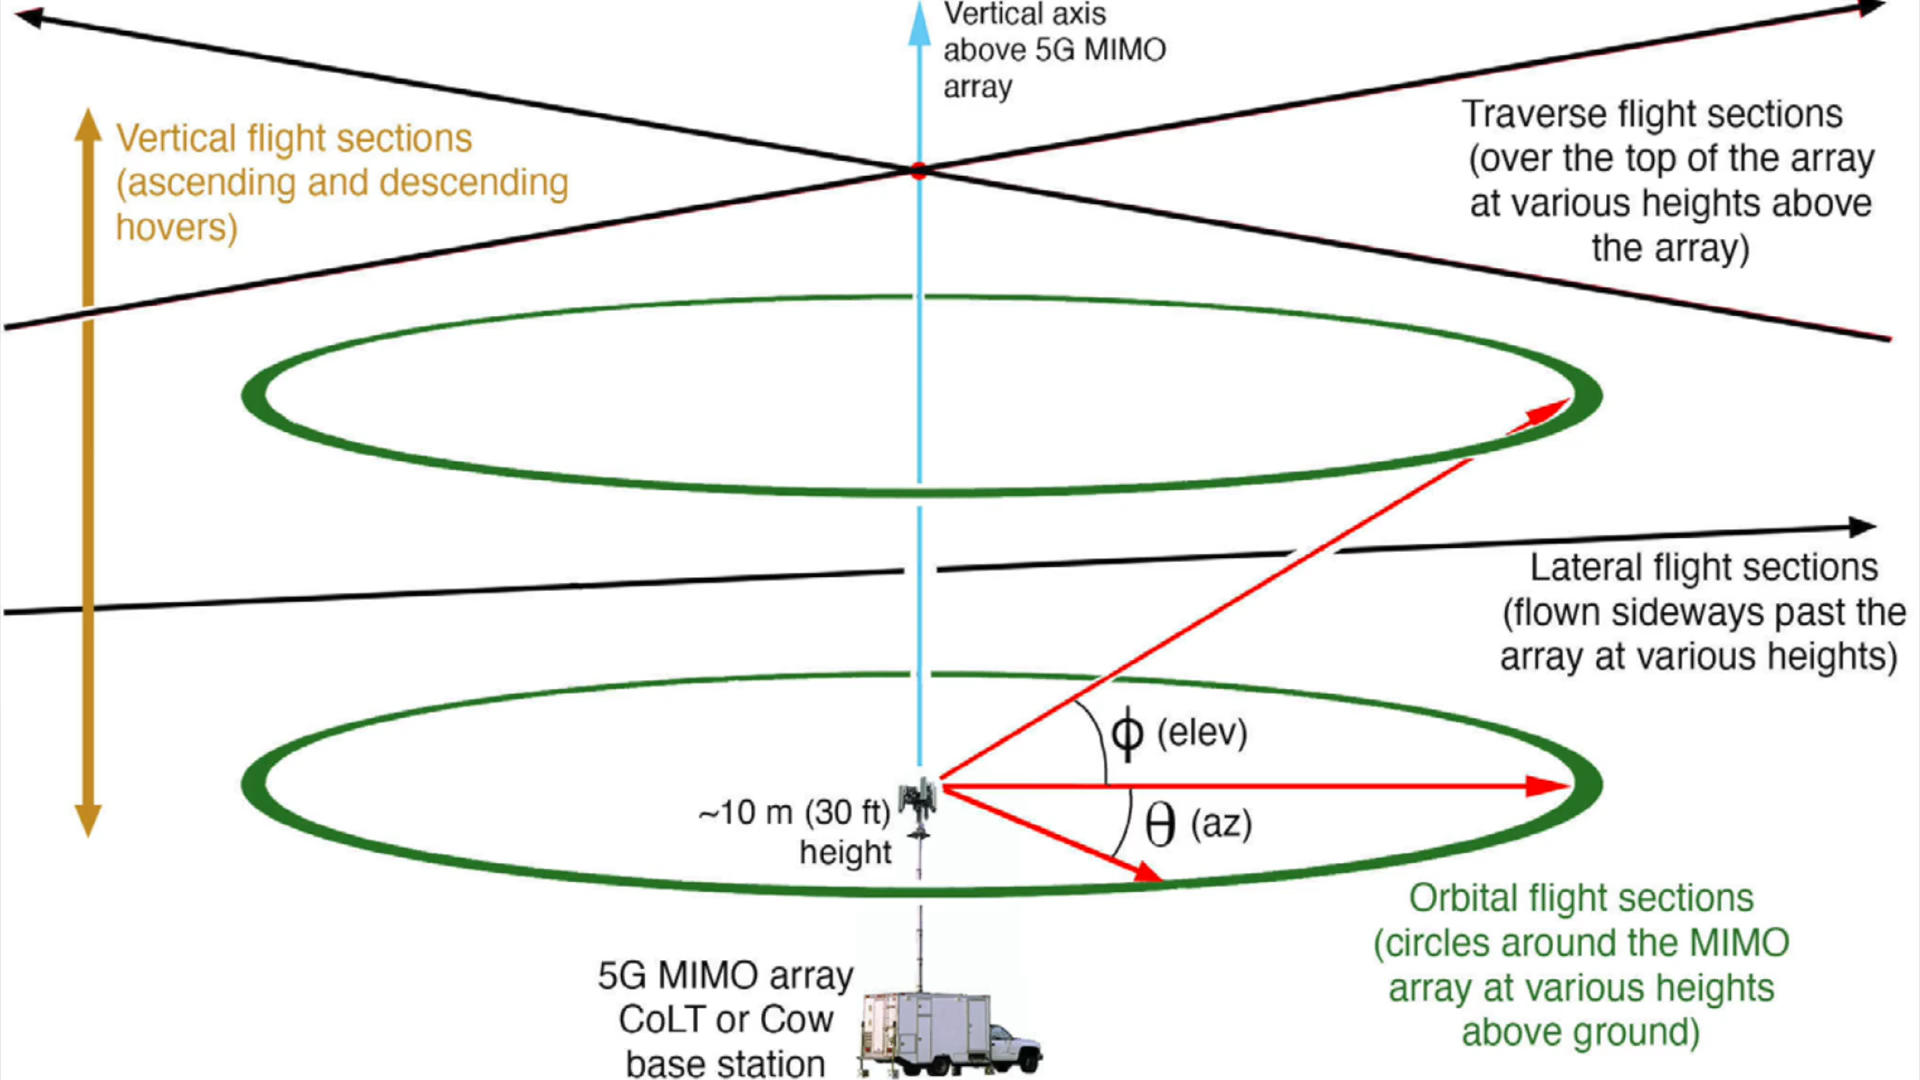 Vertical axis
above 5G MIMO
array
Vertical flight sections
(ascending and descending
hovers)
Traverse flight sections
(over the top of the array
at various heights above
the array)
Lateral flight sections
(flown sideways past the
array at various heights)
ϕ (elev)
θ (az)
~10 m (30 ft)
height
Orbital flight sections
(circles around the MIMO
array at various heights
above ground)
5G MIMO array
CoLT or Cow
base station